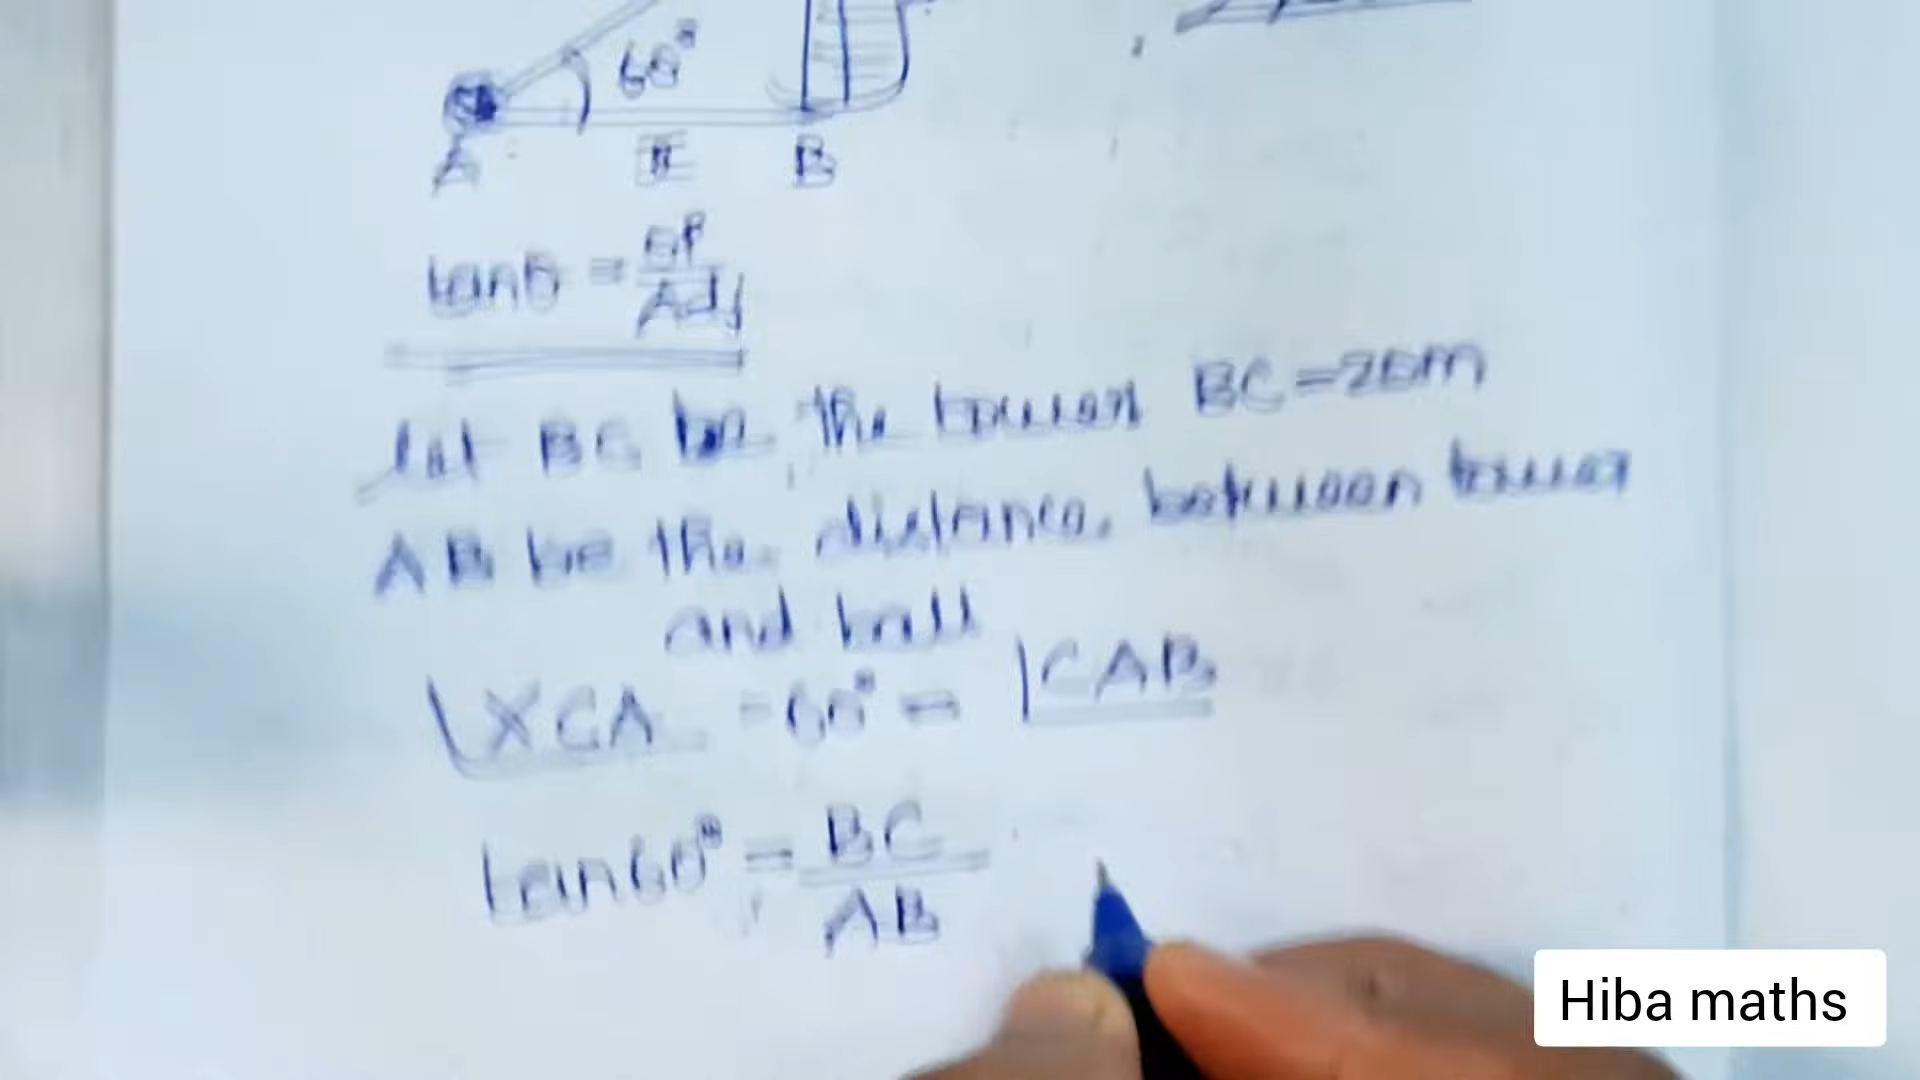 60°
A
B
tanθ = OP
Adj
let BC be the tower BC=20m
AB be the distance between tower
and ball
XCA = 60° = CAB
tan60° = BC
AB
Hiba maths